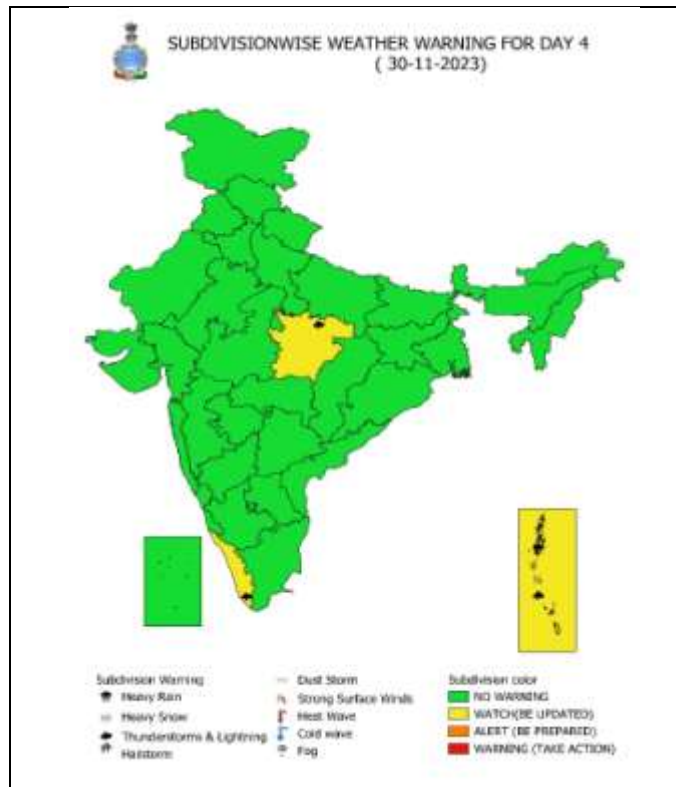 SUBDIVISIONWISE WEATHER WARNING FOR DAY 4
( 30-11-2023)
Subdivision Warning
Heavy Rain
Heavy Snow
Thunderstorms & Lightning
Hailstorm
Dust Storm
Strong Surface Winds
Heat Wave
Cold wave
Fog
Subdivision color
NO WARNING
WATCH(BE UPDATED)
ALERT (BE PREPARED)
WARNING (TAKE ACTION)